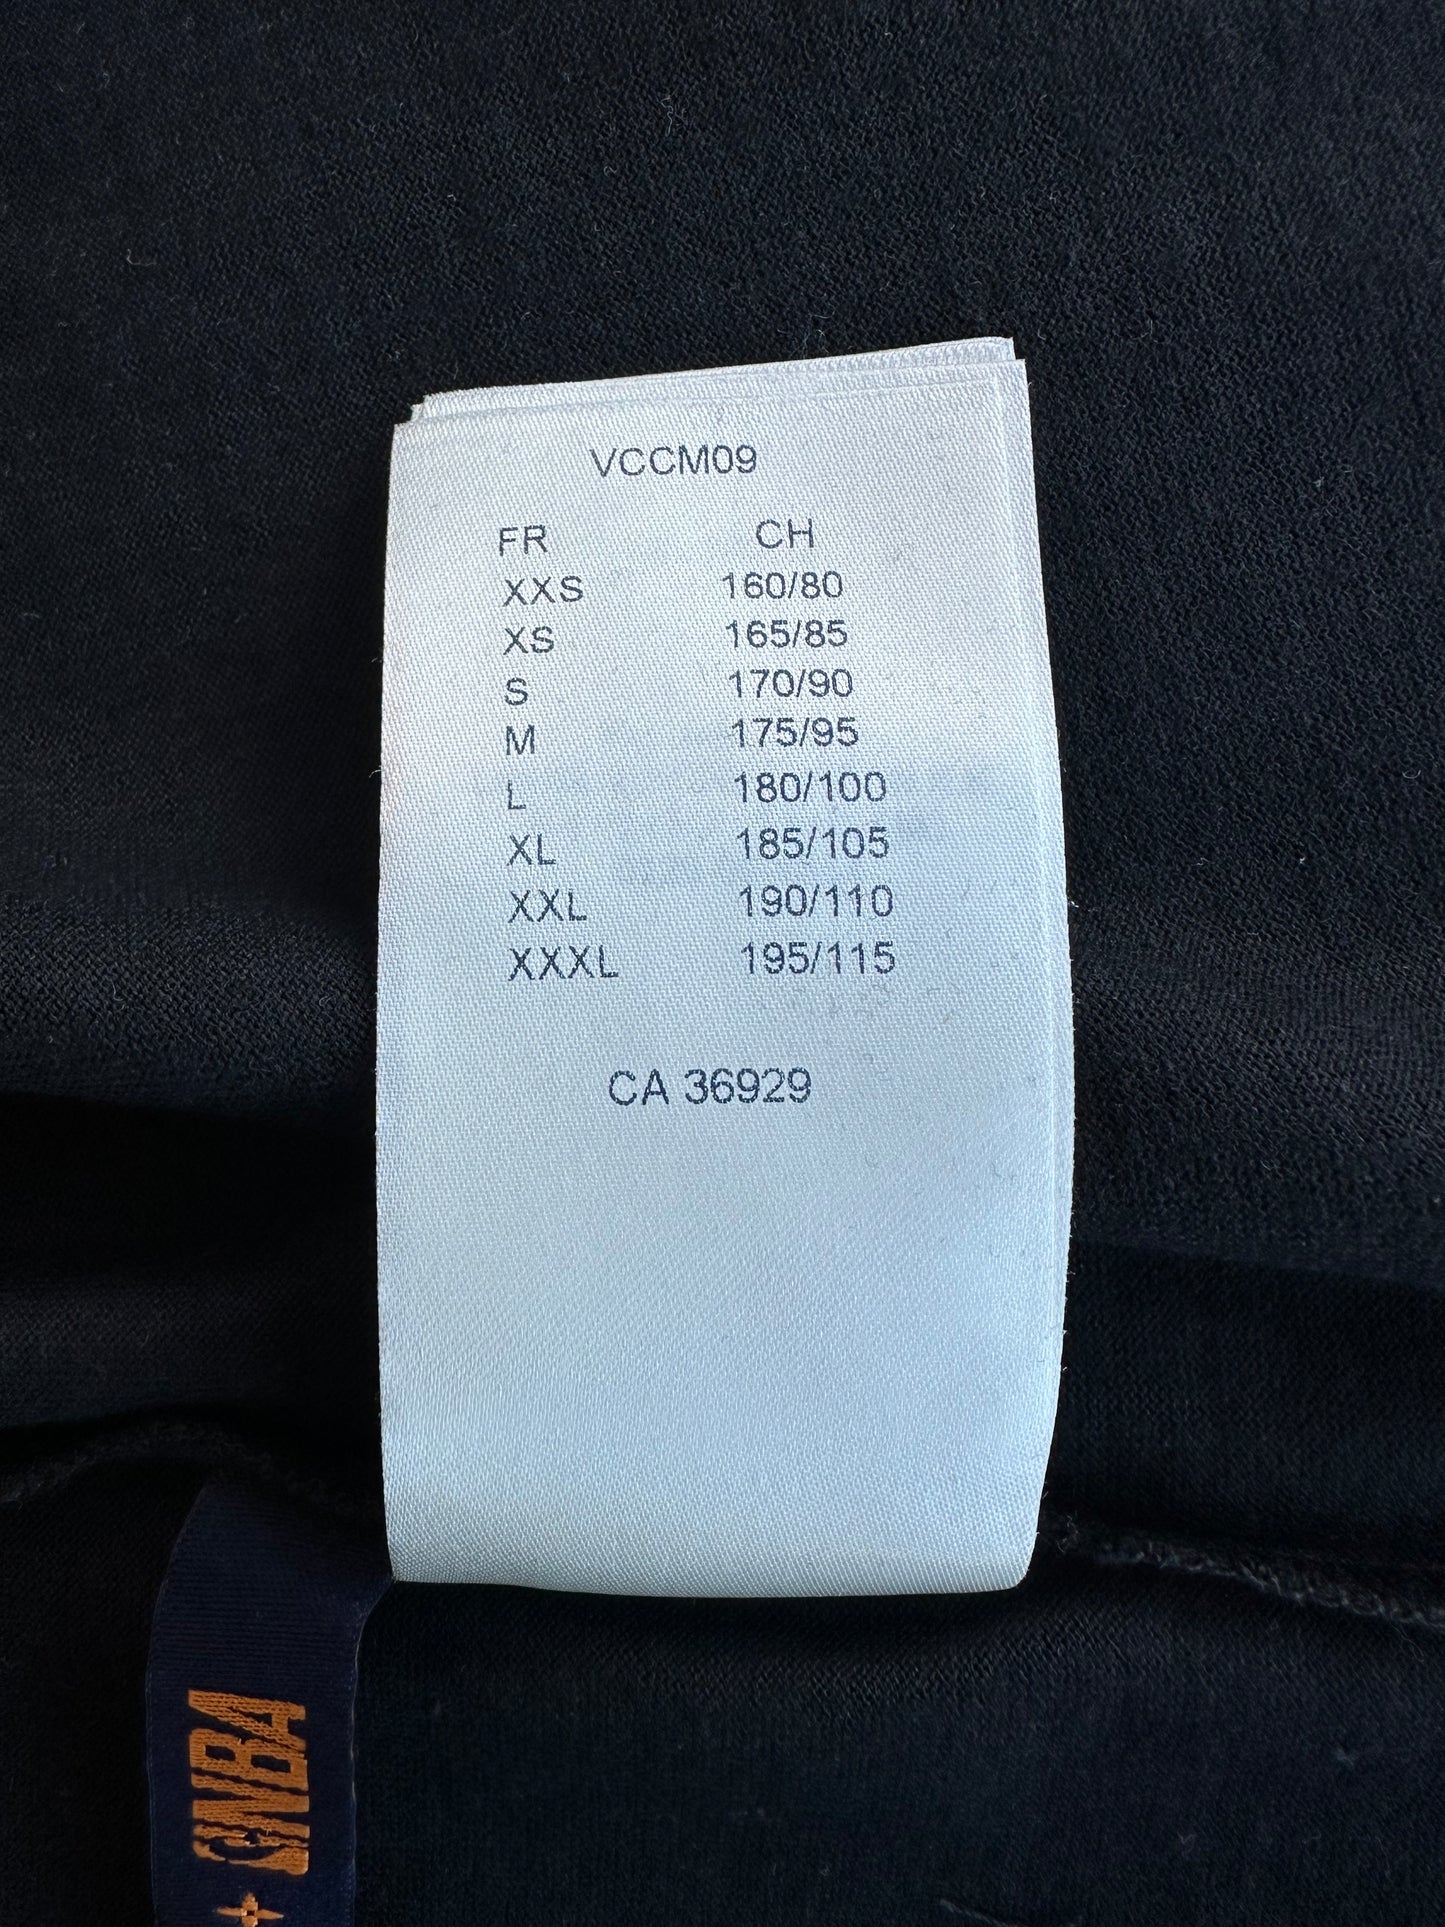 VCCM09
FR CH
XXS 160/80
XS 165/85
S 170/90
M 175/95
L 180/100
XL 185/105
XXL 190/110
XXXL 195/115
CA 36929
NBA